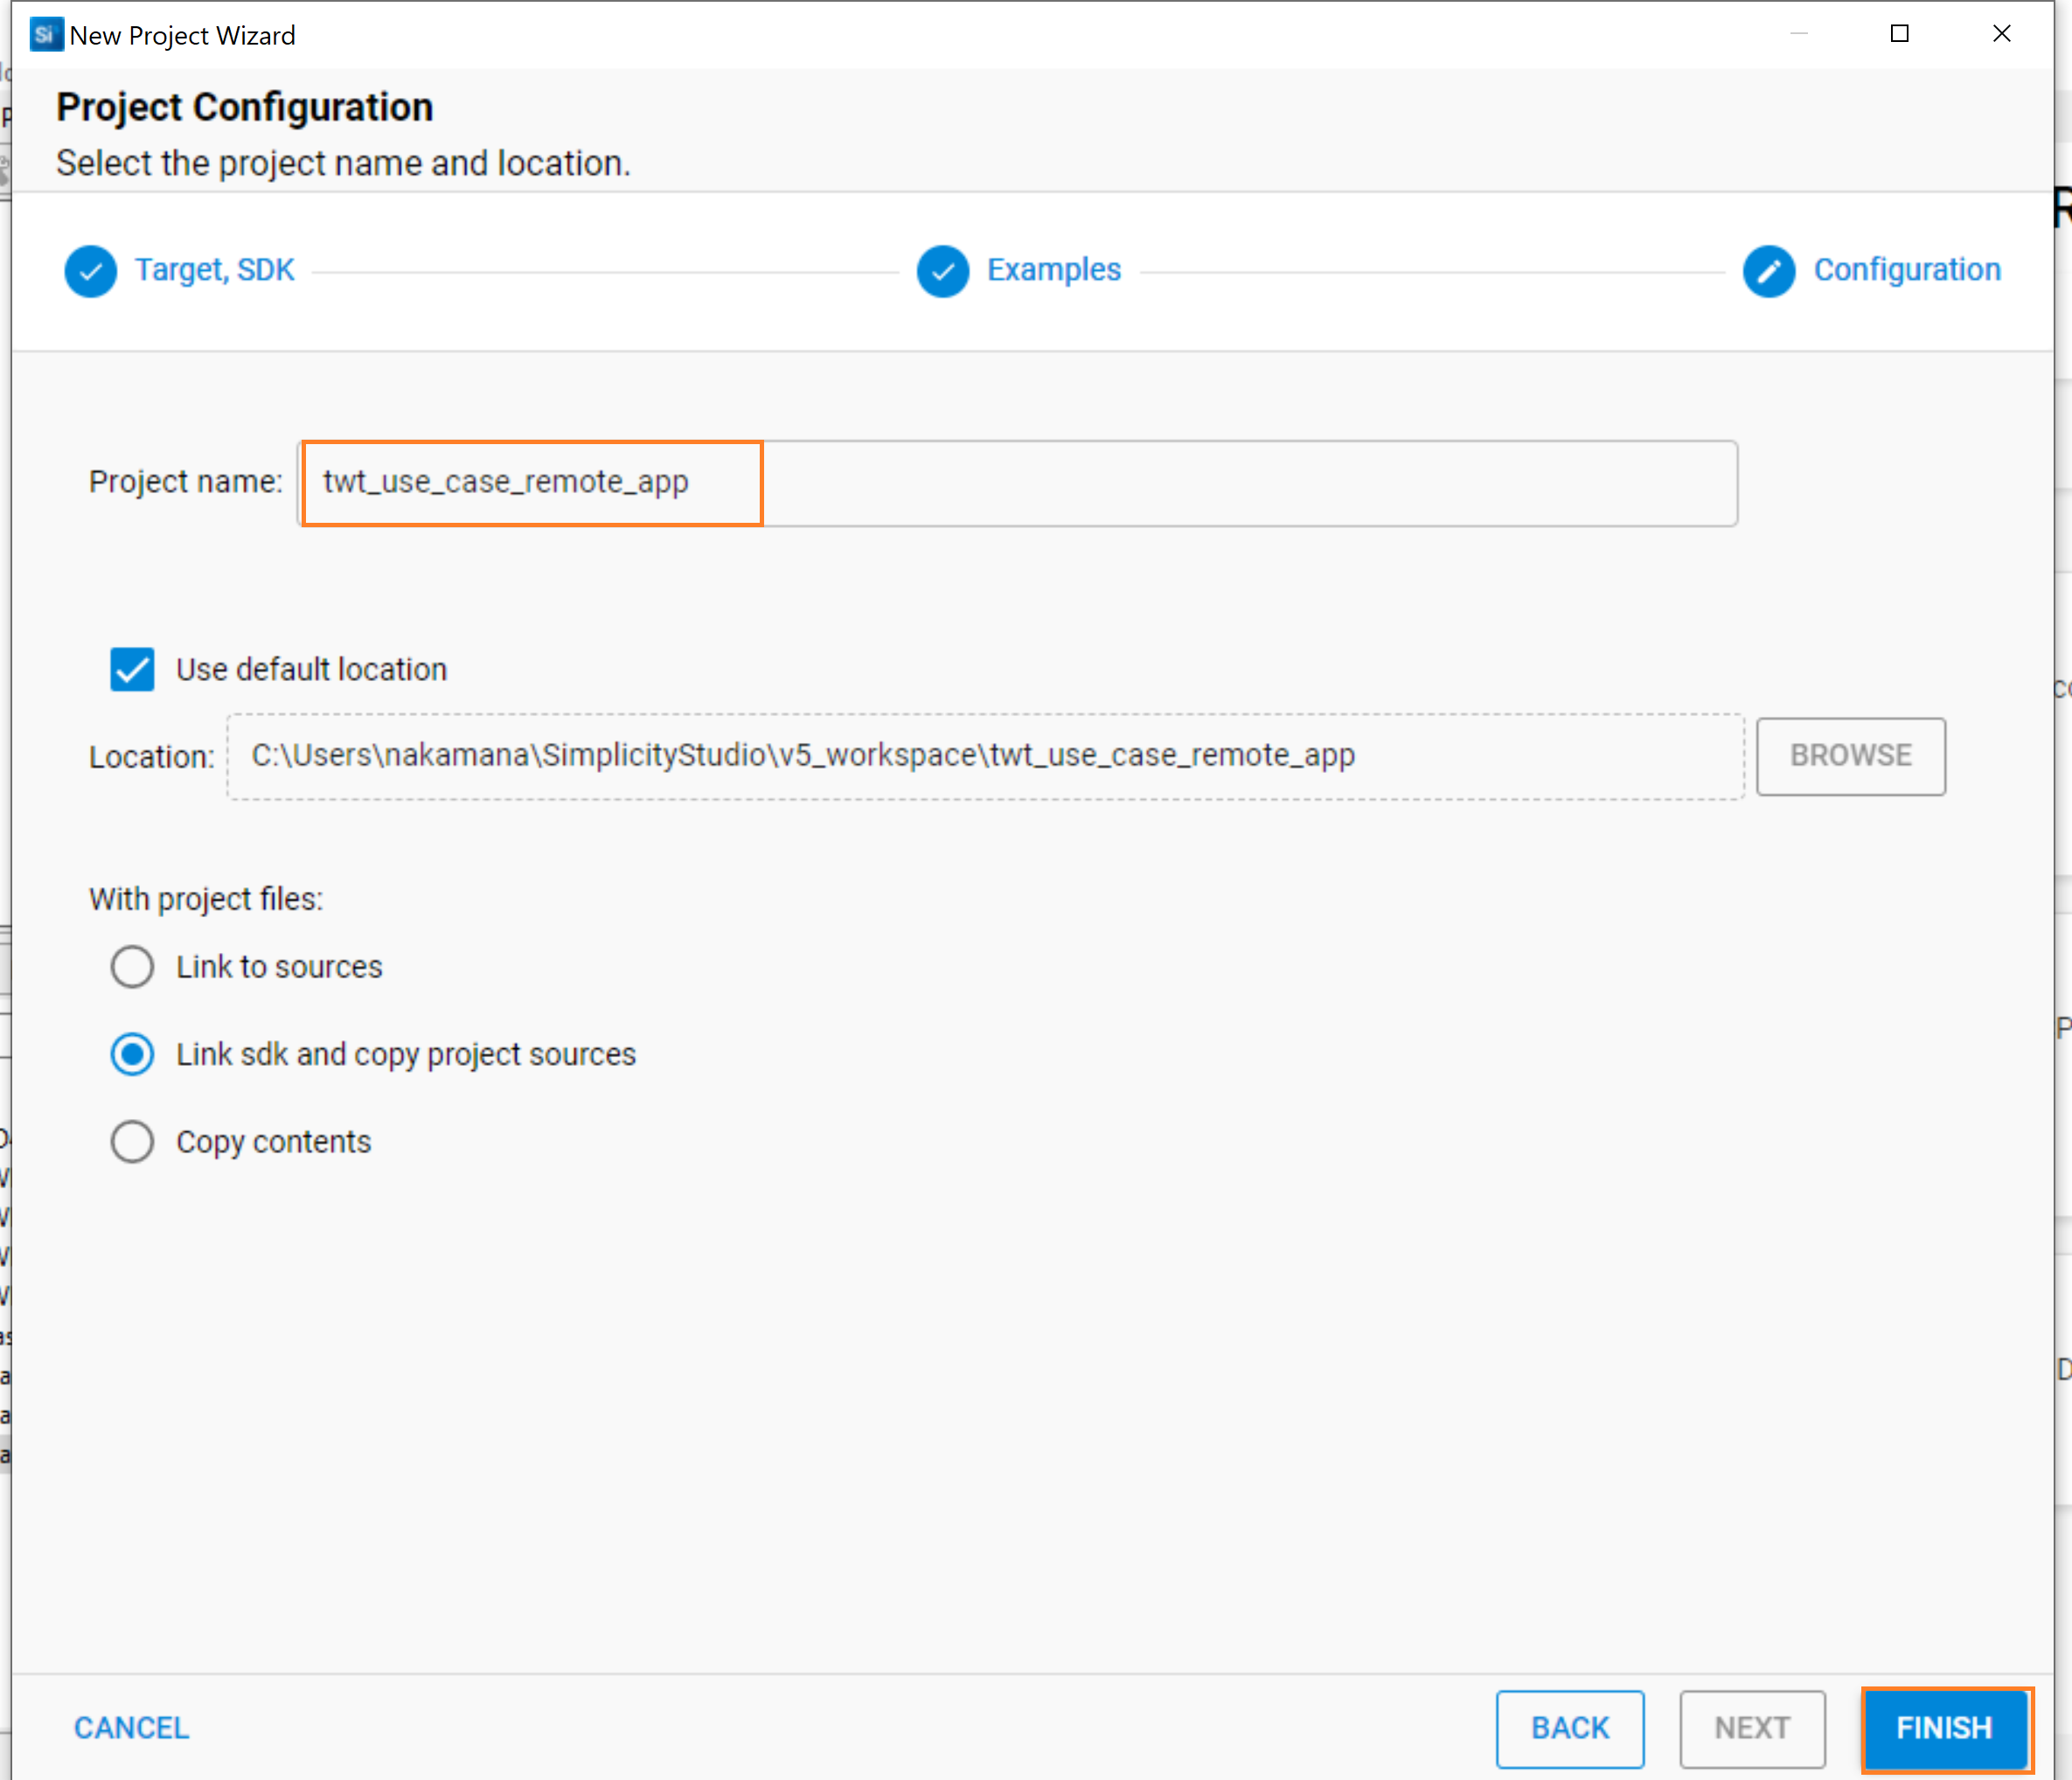 Si New Project Wizard
Project Configuration
Select the project name and location.
Target, SDK
Examples
Configuration
Project name: twt_use_case_remote_app
Use default location
Location: C:\Users\nakamana\SimplicityStudio\v5_workspace\twt_use_case_remote_app BROWSE
With project files:
Link to sources
Link sdk and copy project sources
Copy contents
CANCEL BACK NEXT FINISH